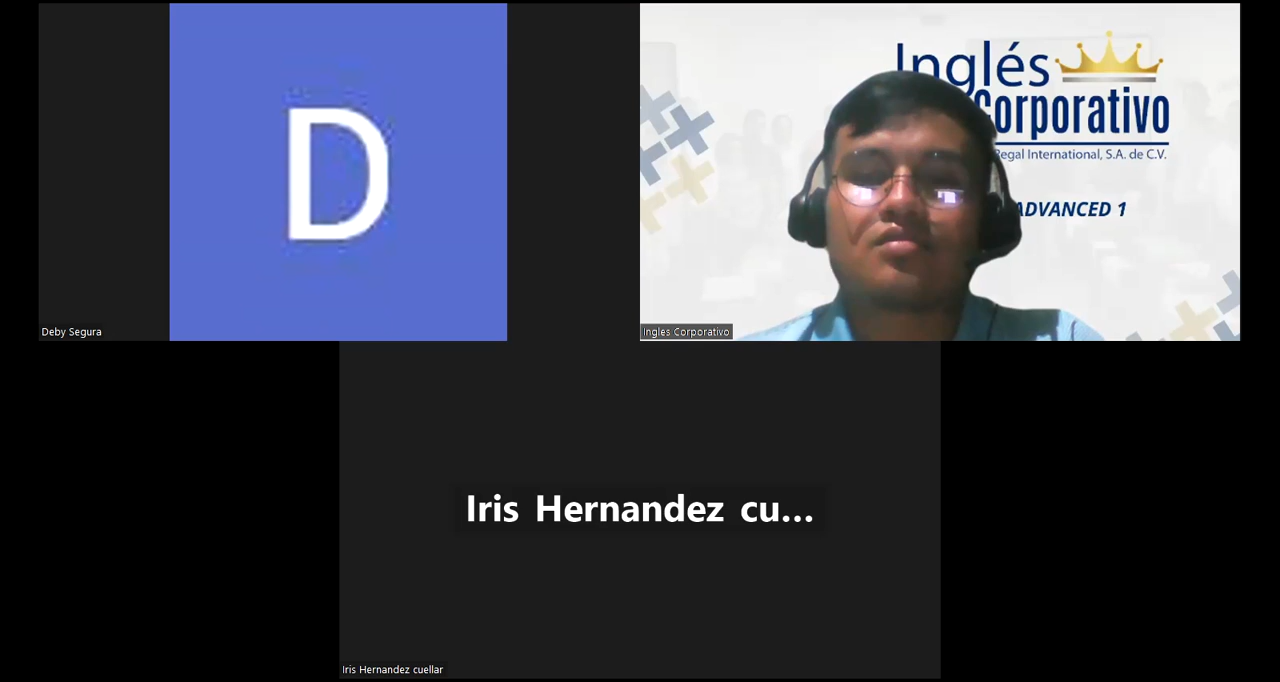 D
Deby Segura
Inglés
Corporativo
Regal International, S.A. de C.V.
ADVANCED 1
Ingles Corporativo
Iris Hernandez cu...
Iris Hernandez cuellar